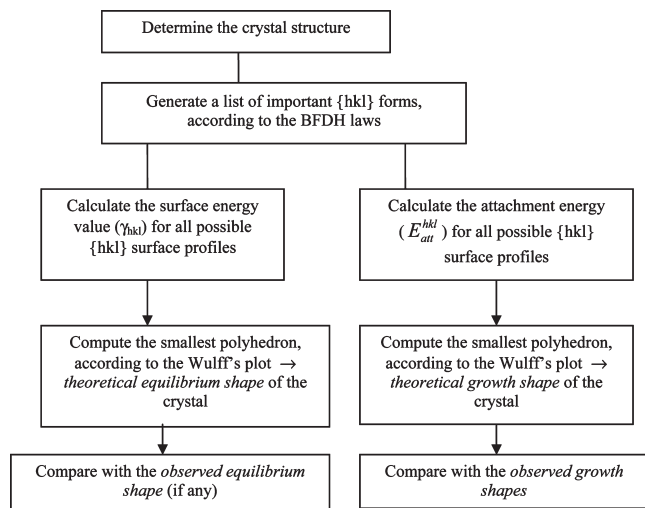 Determine the crystal structure
Generate a list of important {hkl} forms,
according to the BFDH laws
Calculate the surface energy
value (γhkl) for all possible
{hkl} surface profiles
Calculate the attachment energy
( E^{hkl}_{att} ) for all possible {hkl}
surface profiles
Compute the smallest polyhedron,
according to the Wulff's plot →
theoretical equilibrium shape of the
crystal
Compute the smallest polyhedron,
according to the Wulff's plot →
theoretical growth shape of the
crystal
Compare with the observed equilibrium
shape (if any)
Compare with the observed growth
shapes